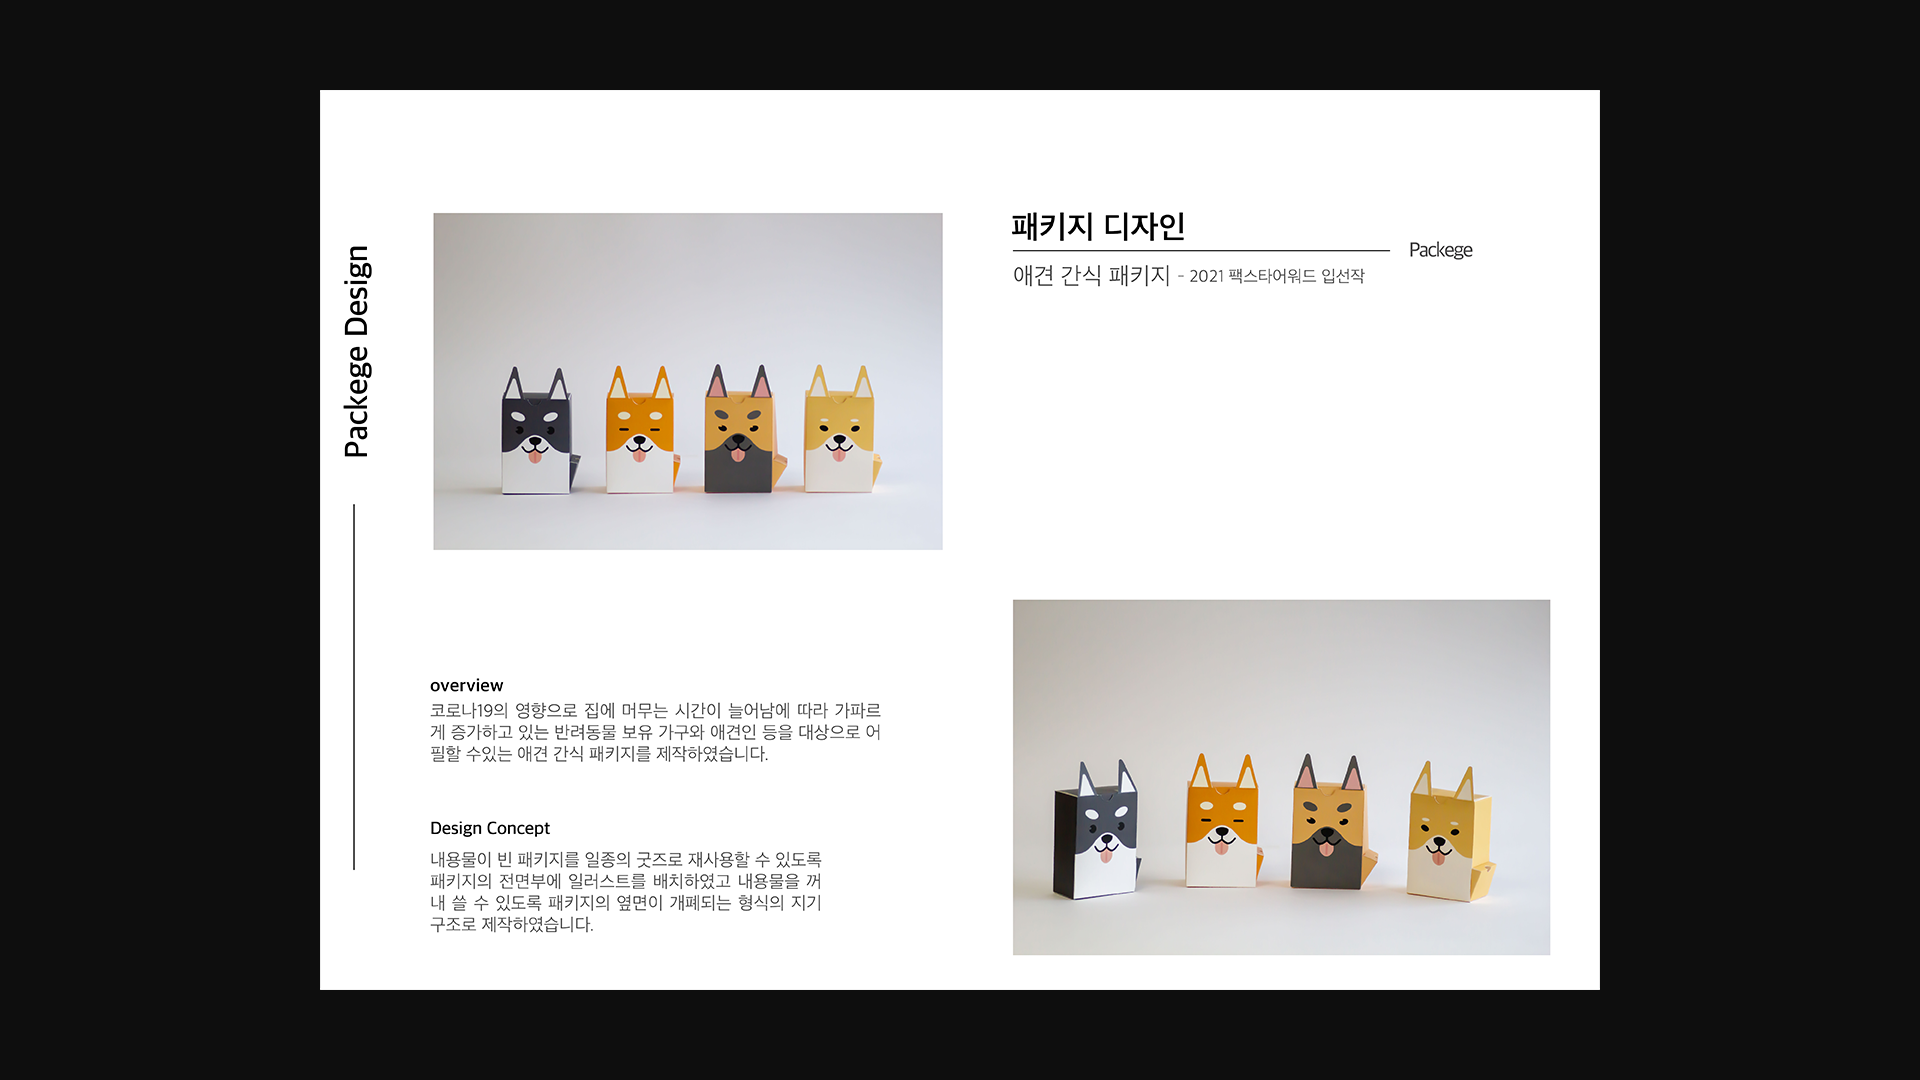 Packege Design
패키지 디자인
Packege
애견 간식 패키지 - 2021 팩스타어워드 입선작
overview
코로나19의 영향으로 집에 머무는 시간이 늘어남에 따라 가파르
게 증가하고 있는 반려동물 보유 가구와 애견인 등을 대상으로 어
필할 수있는 애견 간식 패키지를 제작하였습니다.
Design Concept
내용물이 빈 패키지를 일종의 굿즈로 재사용할 수 있도록
패키지의 전면부에 일러스트를 배치하였고 내용물을 꺼
내 쓸 수 있도록 패키지의 옆면이 개폐되는 형식의 지기
구조로 제작하였습니다.